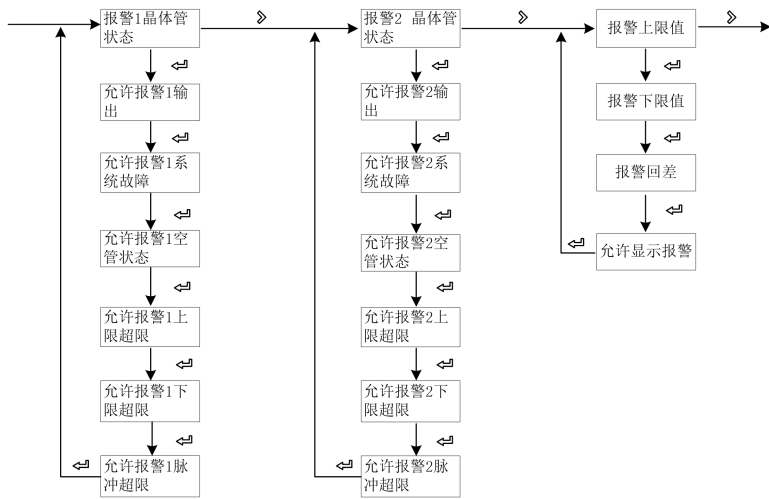 报警1晶体管
状态
允许报警1输
出
允许报警1系
统故障
允许报警1空
管状态
允许报警1上
限超限
允许报警1下
限超限
允许报警1脉
冲超限
报警2 晶体管
状态
允许报警2输
出
允许报警2系
统故障
允许报警2空
管状态
允许报警2上
限超限
允许报警2下
限超限
允许报警2脉
冲超限
报警上限值
报警下限值
报警回差
允许显示报警